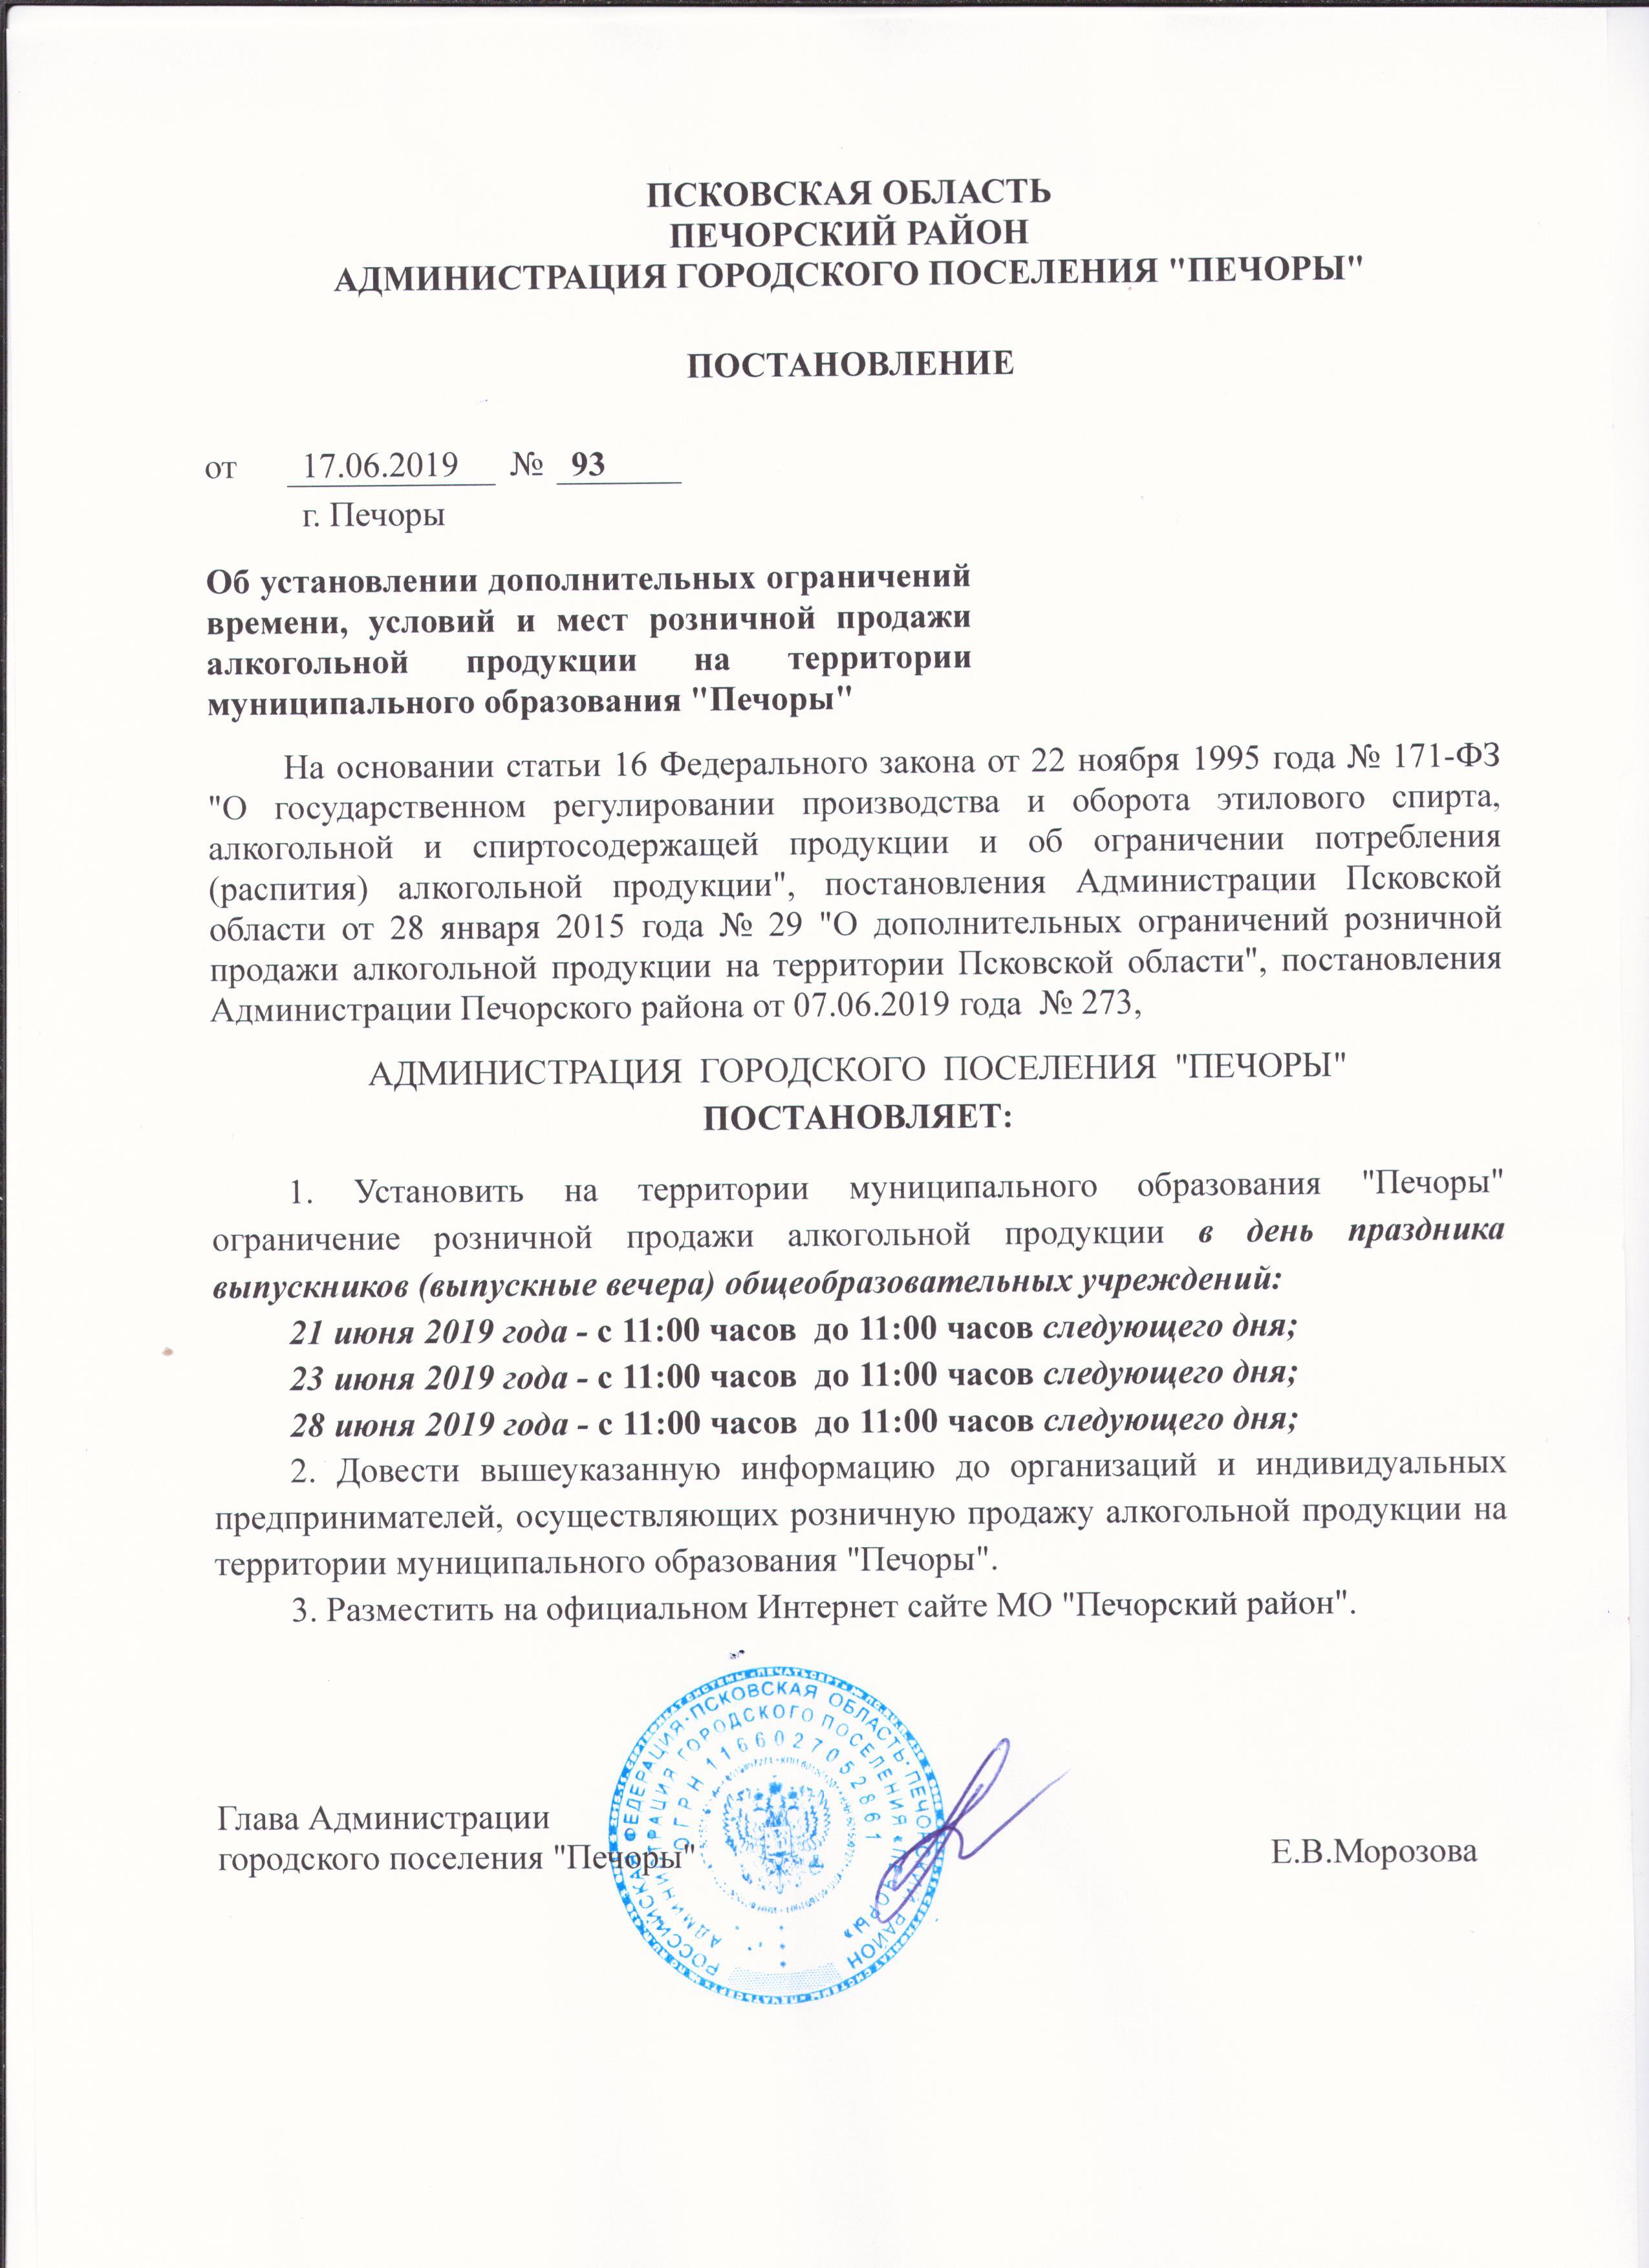 ПСКОВСКАЯ ОБЛАСТЬ
ПЕЧОРСКИЙ РАЙОН
АДМИНИСТРАЦИЯ ГОРОДСКОГО ПОСЕЛЕНИЯ "ПЕЧОРЫ"
ПОСТАНОВЛЕНИЕ
от 17.06.2019 № 93
г. Печоры
Об установлении дополнительных ограничений
времени, условий и мест розничной продажи
алкогольной продукции на территории
муниципального образования "Печоры"
На основании статьи 16 Федерального закона от 22 ноября 1995 года № 171-ФЗ
"О государственном регулировании производства и оборота этилового спирта,
алкогольной и спиртосодержащей продукции и об ограничении потребления
(распития) алкогольной продукции", постановления Администрации Псковской
области от 28 января 2015 года № 29 "О дополнительных ограничений розничной
продажи алкогольной продукции на территории Псковской области", постановления
Администрации Печорского района от 07.06.2019 года № 273,
АДМИНИСТРАЦИЯ ГОРОДСКОГО ПОСЕЛЕНИЯ "ПЕЧОРЫ"
ПОСТАНОВЛЯЕТ:
1. Установить на территории муниципального образования "Печоры"
ограничение розничной продажи алкогольной продукции в день праздника
выпускников (выпускные вечера) общеобразовательных учреждений:
21 июня 2019 года - с 11:00 часов до 11:00 часов следующего дня;
23 июня 2019 года - с 11:00 часов до 11:00 часов следующего дня;
28 июня 2019 года - с 11:00 часов до 11:00 часов следующего дня;
2. Довести вышеуказанную информацию до организаций и индивидуальных
предпринимателей, осуществляющих розничную продажу алкогольной продукции на
территории муниципального образования "Печоры".
3. Разместить на официальном Интернет сайте МО "Печорский район".
РОССИЙСКАЯ ФЕДЕРАЦИЯ · ПСКОВСКАЯ ОБЛАСТЬ · ПЕЧОРСКИЙ РАЙОН
АДМИНИСТРАЦИЯ ГОРОДСКОГО ПОСЕЛЕНИЯ «ПЕЧОРЫ»
ОГРН 1166027052861
Глава Администрации
городского поселения "Печоры" Е.В.Морозова